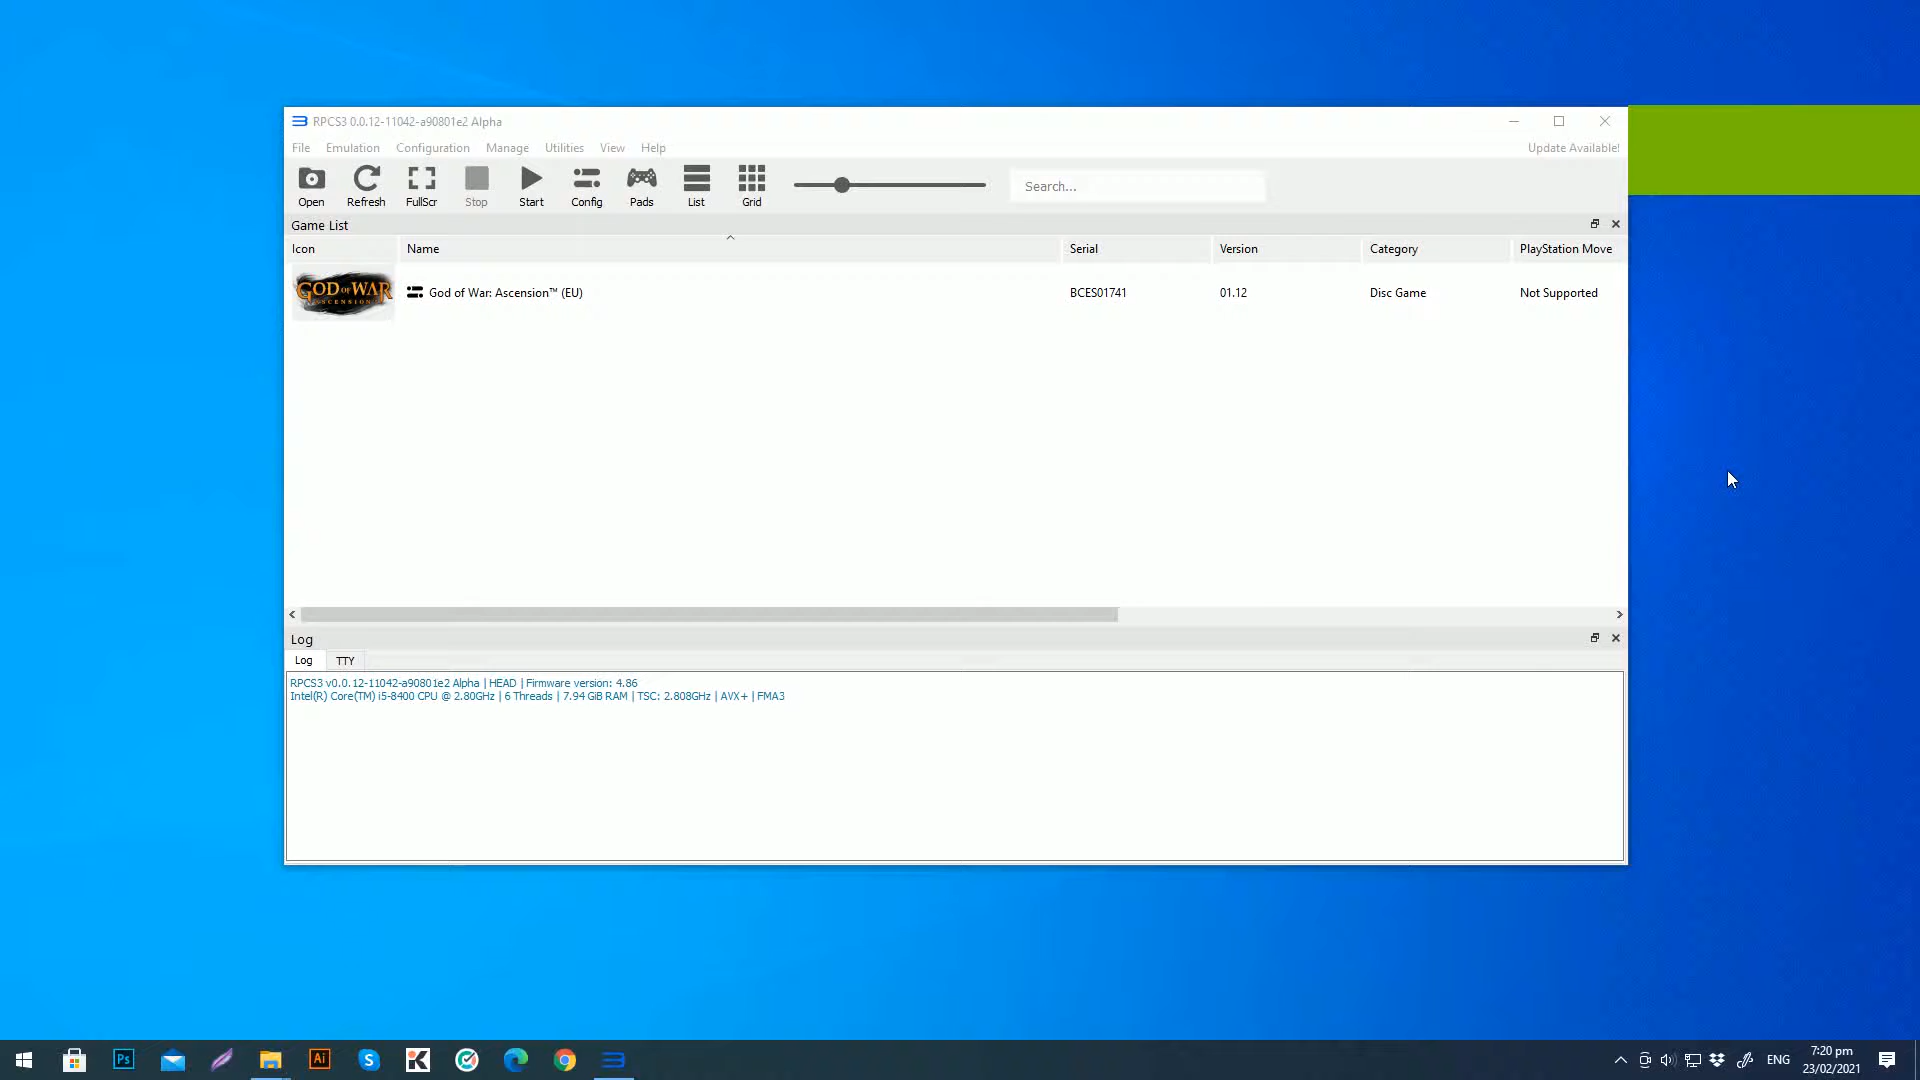 RPCS3 0.0.12-11042-a90801e2 Alpha
File Emulation Configuration Manage Utilities View Help Update Available!
Open Refresh FullScr Stop Start Config Pads List Grid Search...
Game List
Icon Name Serial Version Category PlayStation Move
GOD OF WAR ASCENSION God of War: Ascension™ (EU) BCES01741 01.12 Disc Game Not Supported
Log
Log TTY
RPCS3 v0.0.12-11042-a90801e2 Alpha | HEAD | Firmware version: 4.86
Intel(R) Core(TM) i5-8400 CPU @ 2.80GHz | 6 Threads | 7.94 GiB RAM | TSC: 2.808GHz | AVX+ | FMA3
Ps Ai S K ENG 7:20 pm
23/02/2021